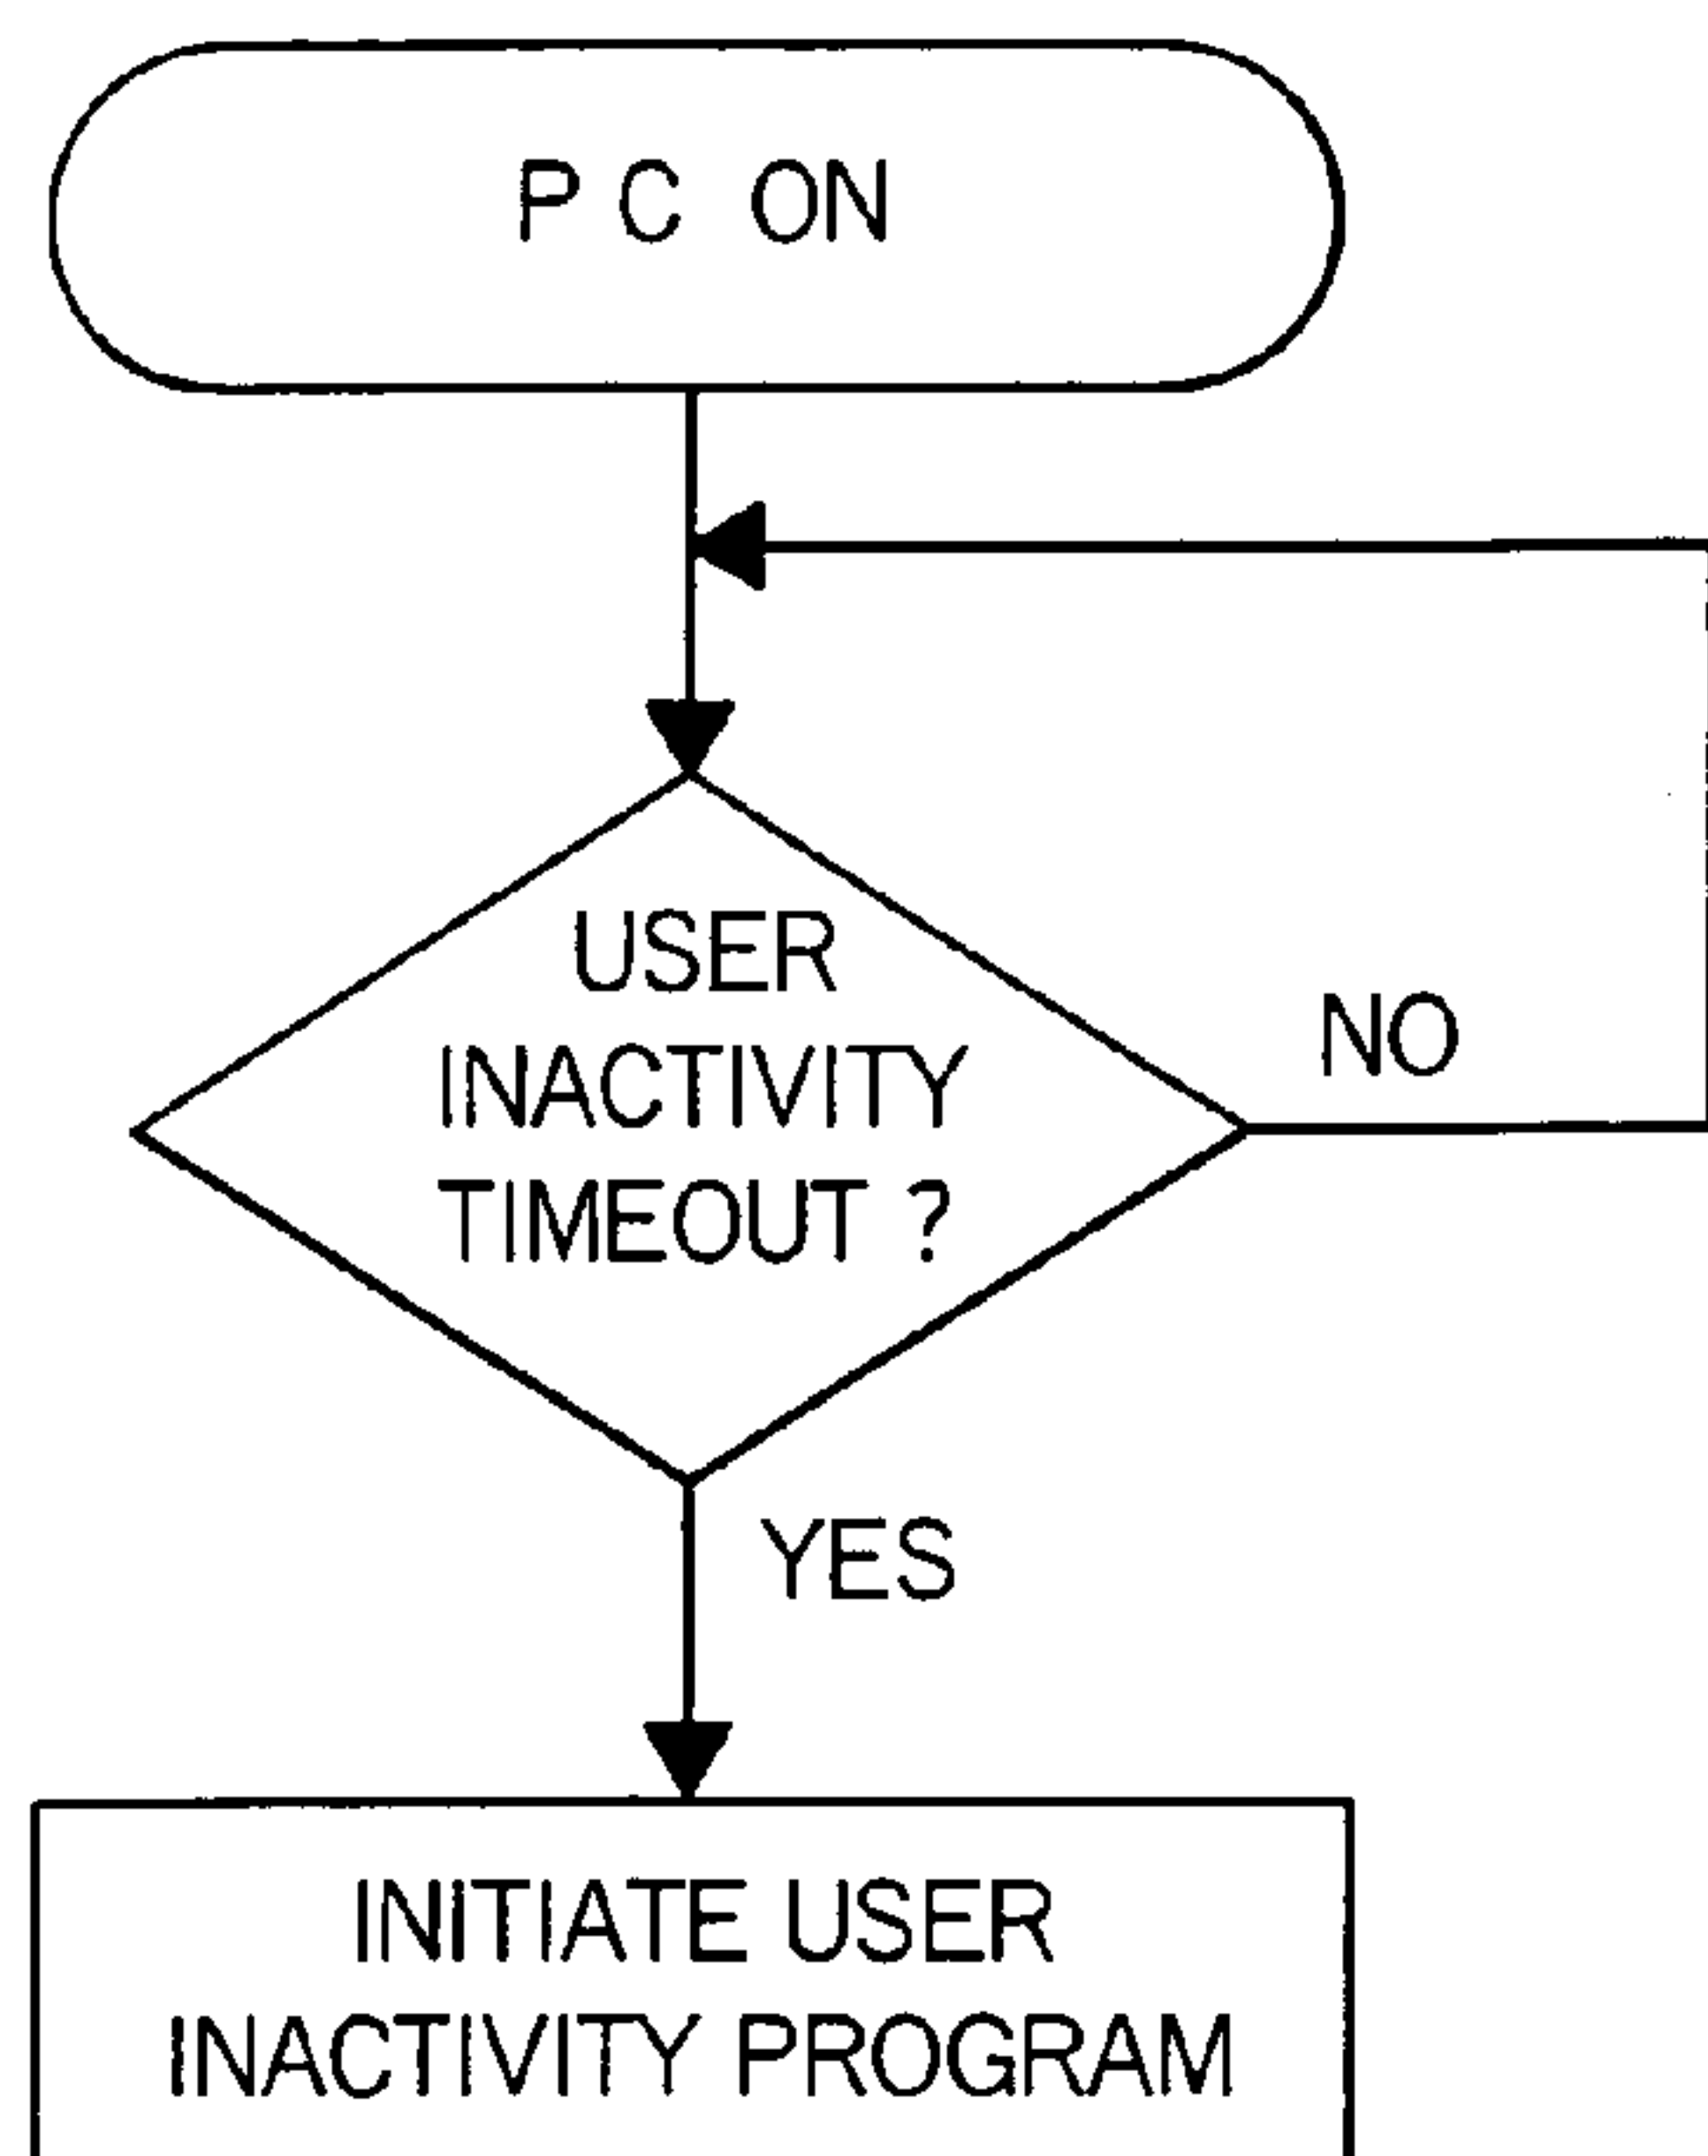 P C ON
USER
INACTIVITY
TIMEOUT ?
NO
YES
INITIATE USER
INACTIVITY PROGRAM